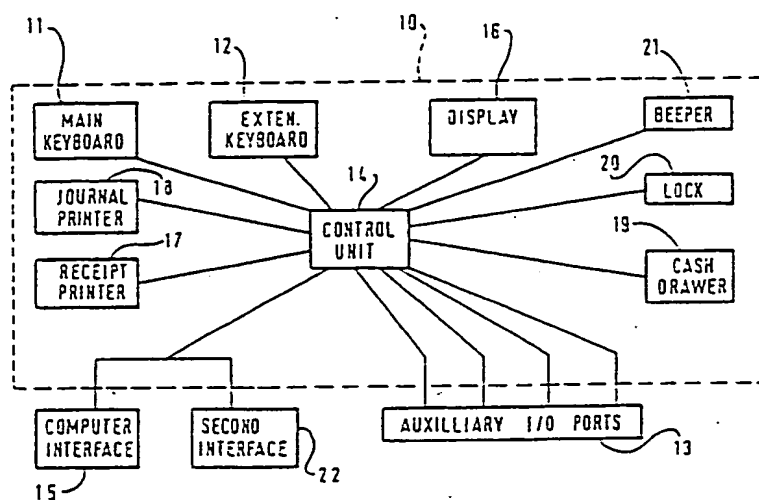 11
12
10
16
21
MAIN
KEYBOARD
EXTEN.
KEYBOARD
DISPLAY
BEEPER
18
14
20
JOURNAL
PRINTER
CONTROL
UNIT
LOCK
17
19
RECEIPT
PRINTER
CASH
DRAWER
COMPUTER
INTERFACE
SECOND
INTERFACE
AUXILLIARY I/O PORTS
15
22
13